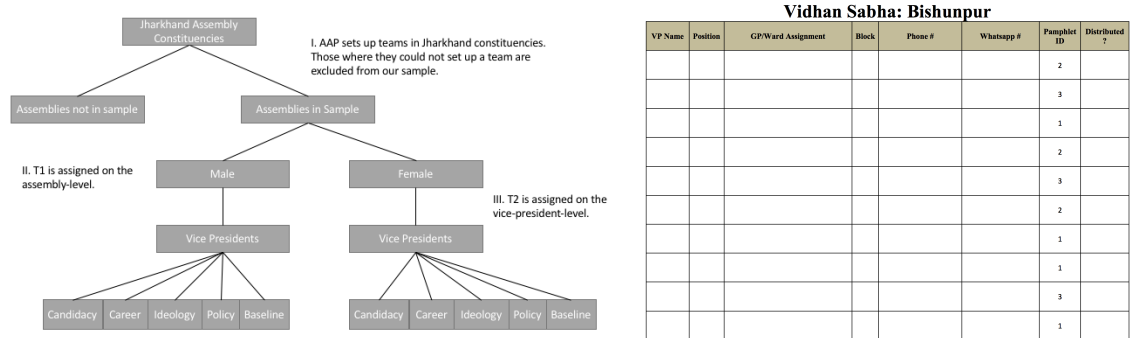 Jharkhand Assembly
Constituencies
I. AAP sets up teams in Jharkhand constituencies.
Those where they could not set up a team are
excluded from our sample.
Assemblies not in sample
Assemblies in Sample
II. T1 is assigned on the
assembly-level.
Male
Female
III. T2 is assigned on the
vice-president-level.
Vice Presidents
Vice Presidents
Candidacy Career Ideology Policy Baseline
Candidacy Career Ideology Policy Baseline
Vidhan Sabha: Bishunpur
VP Name Position GP/Ward Assignment Block Phone # Whatsapp # Pamphlet ID Distributed ?
2
3
1
2
3
2
1
1
3
1